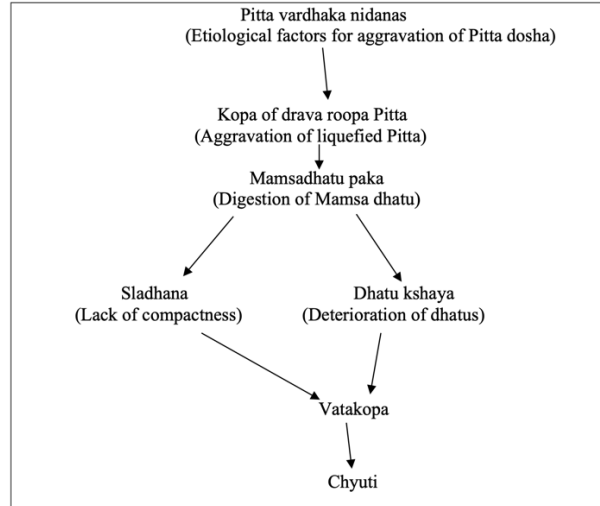 Pitta vardhaka nidanas
(Etiological factors for aggravation of Pitta dosha)
Kopa of drava roopa Pitta
(Aggravation of liquefied Pitta)
Mamsadhatu paka
(Digestion of Mamsa dhatu)
Sladhana
(Lack of compactness)
Dhatu kshaya
(Deterioration of dhatus)
Vatakopa
Chyuti